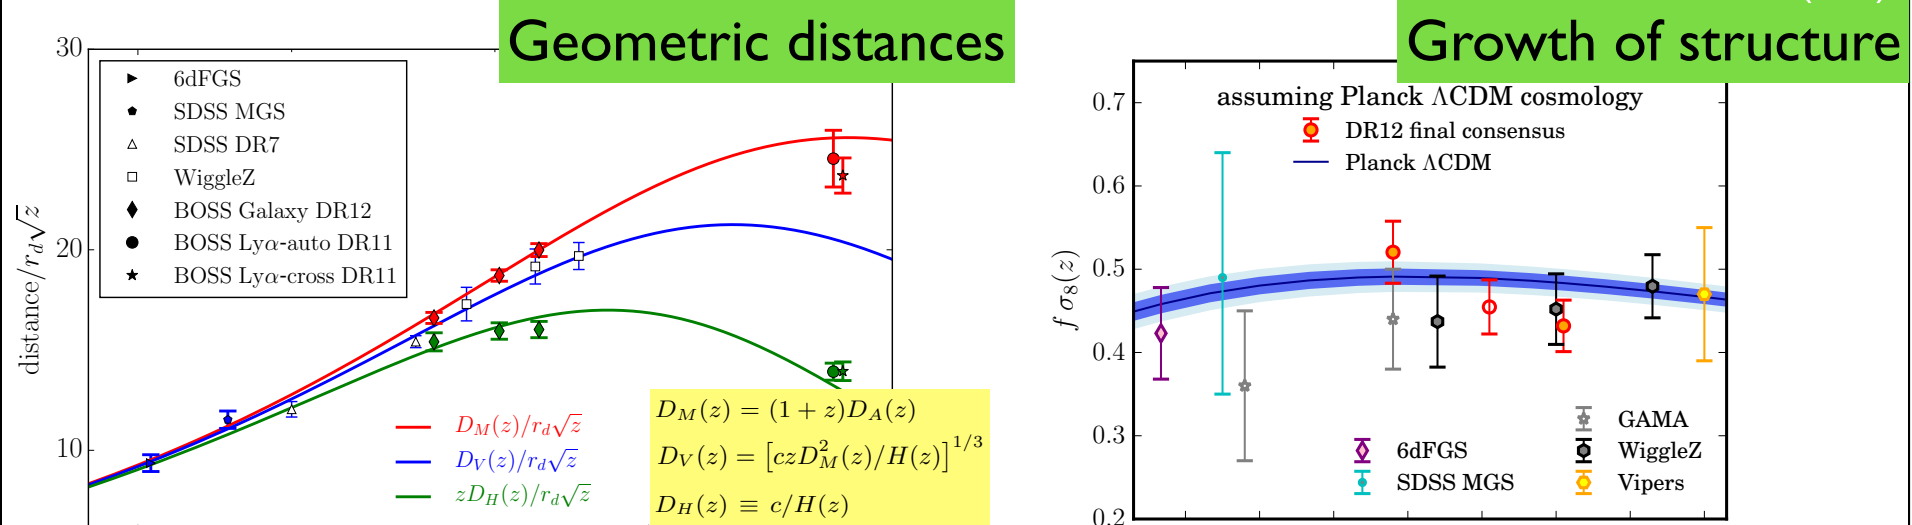 Geometric distances
30
20
10
distance/r_d√z
6dFGS
SDSS MGS
SDSS DR7
WiggleZ
BOSS Galaxy DR12
BOSS Lyα-auto DR11
BOSS Lyα-cross DR11
D_M(z)/r_d√z
D_V(z)/r_d√z
zD_H(z)/r_d√z
D_M(z) = (1 + z)D_A(z)
D_V(z) = [czD_M^2(z)/H(z)]^{1/3}
D_H(z) ≡ c/H(z)
Growth of structure
0.7
0.6
0.5
0.4
0.3
0.2
f σ_8(z)
assuming Planck ΛCDM cosmology
DR12 final consensus
Planck ΛCDM
6dFGS
SDSS MGS
GAMA
WiggleZ
Vipers